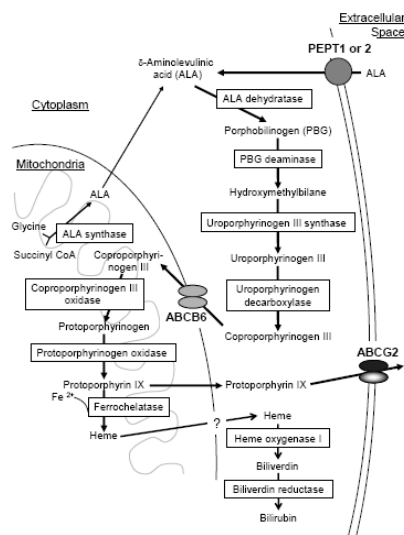 Extracellular
Space
PEPT1 or 2
δ-Aminolevulinic
acid (ALA)
ALA
Cytoplasm
ALA dehydratase
Porphobilinogen (PBG)
PBG deaminase
Mitochondria
Hydroxymethylbilane
ALA
Glycine
ALA synthase
Uroporphyrinogen III synthase
Succinyl CoA
Coproporphyri-
nogen III
Uroporphyrinogen III
Coproporphyrinogen III
oxidase
Uroporphyrinogen
decarboxylase
ABCB6
Protoporphyrinogen
Coproporphyrinogen III
Protoporphyrinogen oxidase
ABCG2
Protoporphyrin IX
Protoporphyrin IX
Fe 2+
Ferrochelatase
Heme
?
Heme
Heme oxygenase I
Biliverdin
Biliverdin reductase
Bilirubin